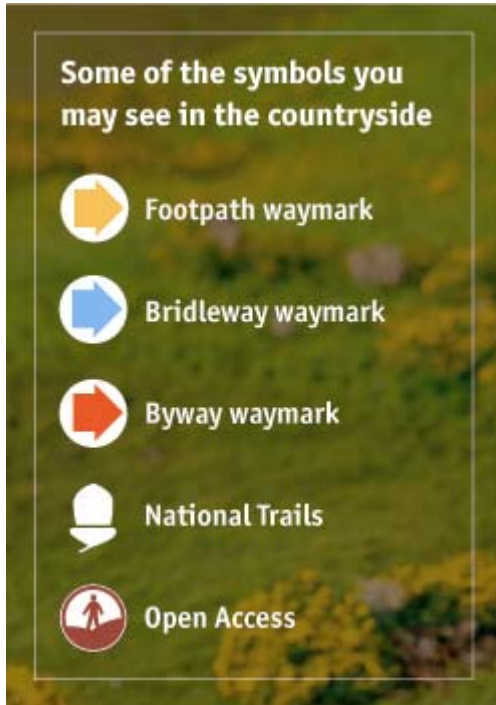 Some of the symbols you
may see in the countryside
Footpath waymark
Bridleway waymark
Byway waymark
National Trails
Open Access